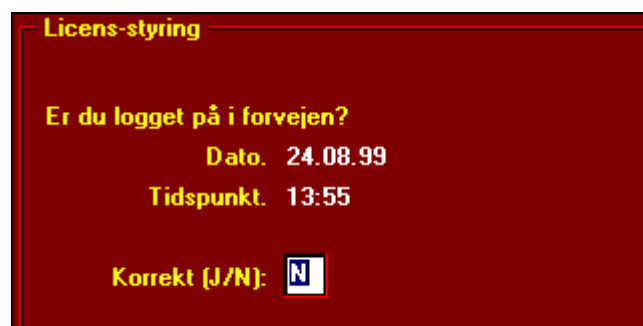 Licens-styring
Er du logget på i forvejen?
Dato. 24.08.99
Tidspunkt. 13:55
Korrekt (J/N): N